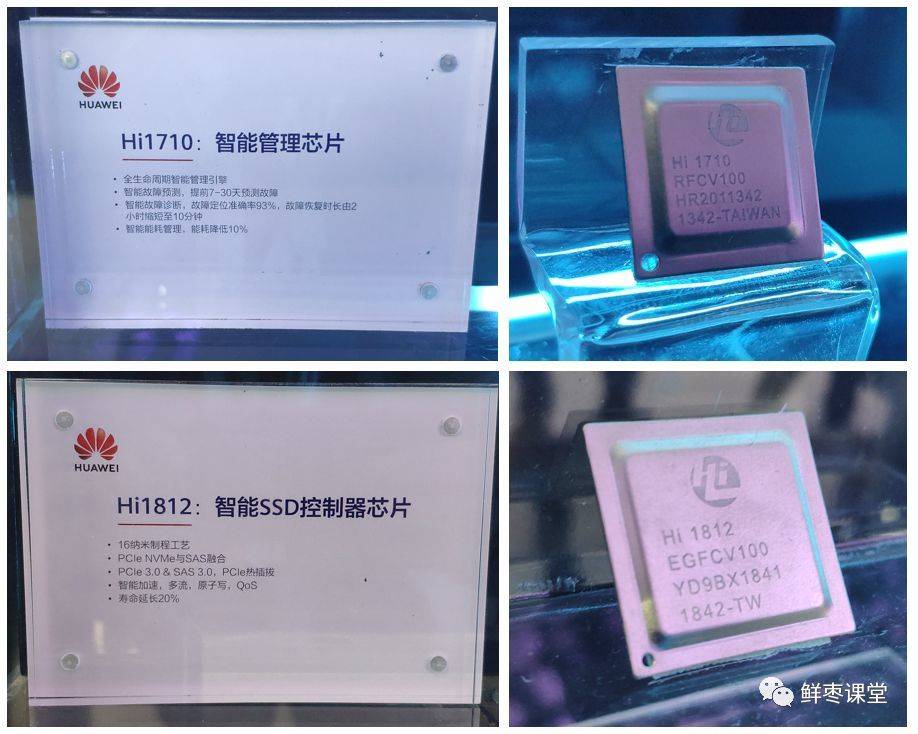 HUAWEI
Hi1710：智能管理芯片
• 全生命周期智能管理引擎
• 智能故障预测，提前7-30天预测故障
• 智能故障诊断，故障定位准确率93%，故障恢复时长由2
小时缩短至10分钟
• 智能能耗管理，能耗降低10%
Hi
Hi 1710
RFCV100
HR2011342
1342-TAIWAN
HUAWEI
Hi1812：智能SSD控制器芯片
• 16纳米制程工艺
• PCIe NVMe与SAS融合
• PCIe 3.0 & SAS 3.0，PCIe热插拔
• 智能加速，多流，原子写，QoS
• 寿命延长20%
Hi
Hi 1812
EGFCV100
YD9BX1841
1842-TW
鲜枣课堂